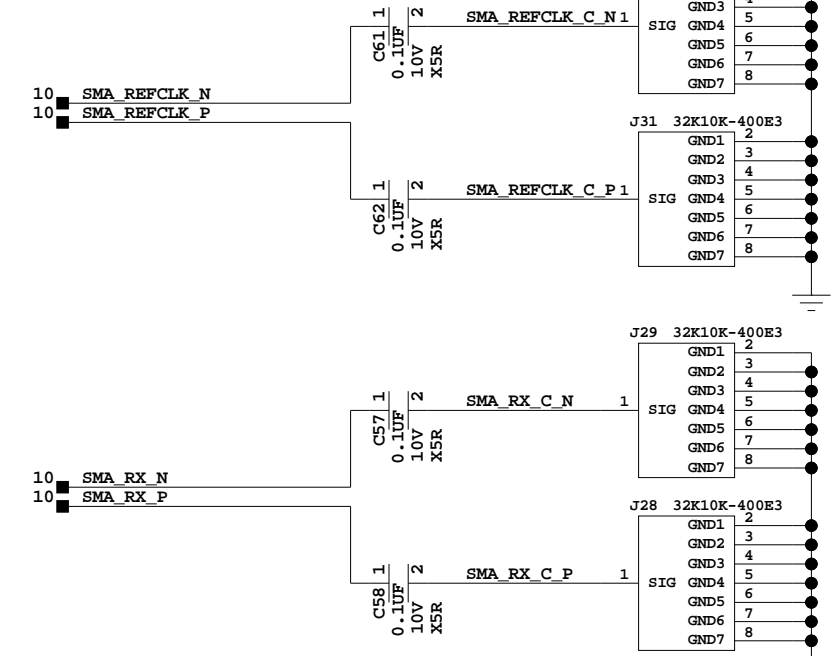 GND3 4
1 2 SMA_REFCLK_C_N 1 SIG GND4 5
C61 0.1UF 10V X5R
GND5 6
GND6 7
GND7 8
10 SMA_REFCLK_N
10 SMA_REFCLK_P
J31 32K10K-400E3
GND1 2
GND2 3
GND3 4
1 2 SMA_REFCLK_C_P 1 SIG GND4 5
C62 0.1UF 10V X5R
GND5 6
GND6 7
GND7 8
J29 32K10K-400E3
GND1 2
GND2 3
GND3 4
1 2 SMA_RX_C_N 1 SIG GND4 5
C57 0.1UF 10V X5R
GND5 6
GND6 7
GND7 8
10 SMA_RX_N
10 SMA_RX_P
J28 32K10K-400E3
GND1 2
GND2 3
GND3 4
1 2 SMA_RX_C_P 1 SIG GND4 5
C58 0.1UF 10V X5R
GND5 6
GND6 7
GND7 8